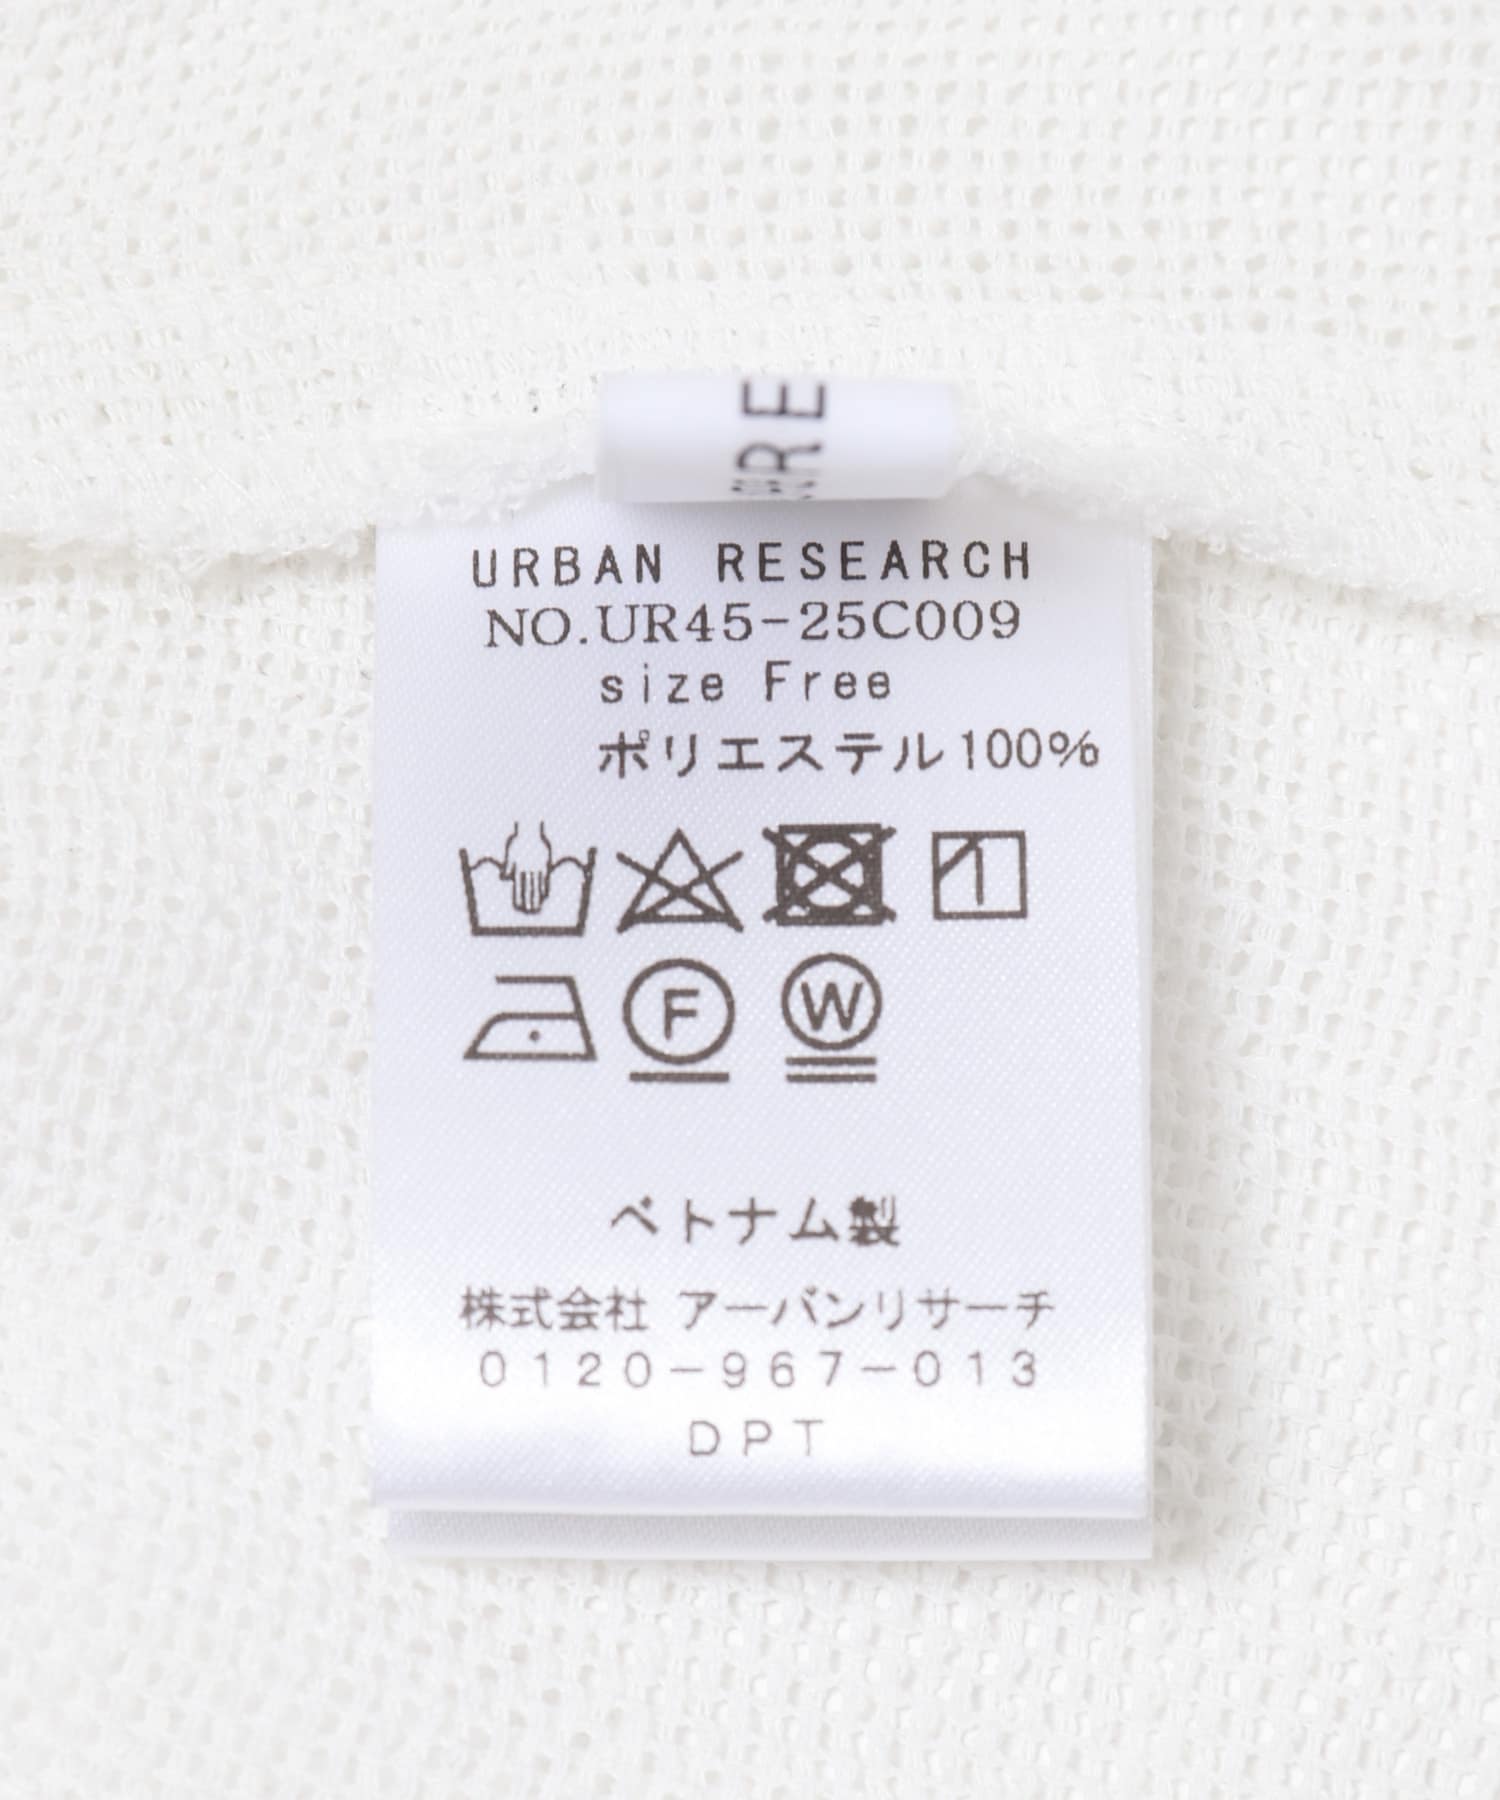 RE
URBAN RESEARCH
NO.UR45-25C009
size Free
ポリエステル100%
F
W
ベトナム製
株式会社 アーバンリサーチ
0120-967-013
DPT